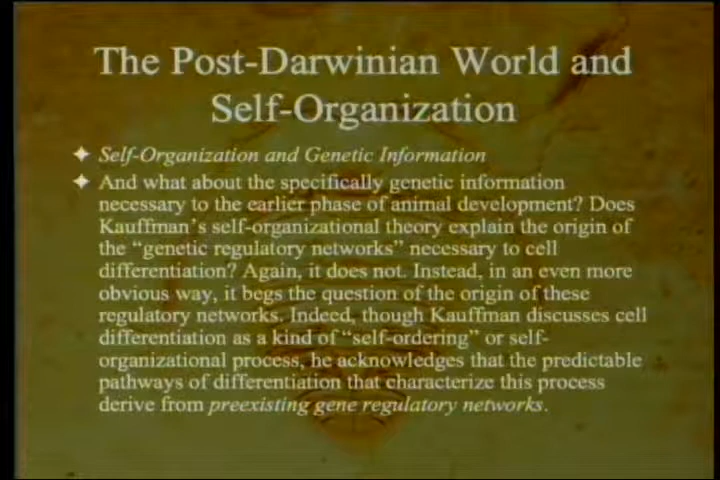 The Post-Darwinian World and
Self-Organization
Self-Organization and Genetic Information
And what about the specifically genetic information
necessary to the earlier phase of animal development? Does
Kauffman's self-organizational theory explain the origin of
the “genetic regulatory networks” necessary to cell
differentiation? Again, it does not. Instead, in an even more
obvious way, it begs the question of the origin of these
regulatory networks. Indeed, though Kauffman discusses cell
differentiation as a kind of “self-ordering” or self-
organizational process, he acknowledges that the predictable
pathways of differentiation that characterize this process
derive from preexisting gene regulatory networks.